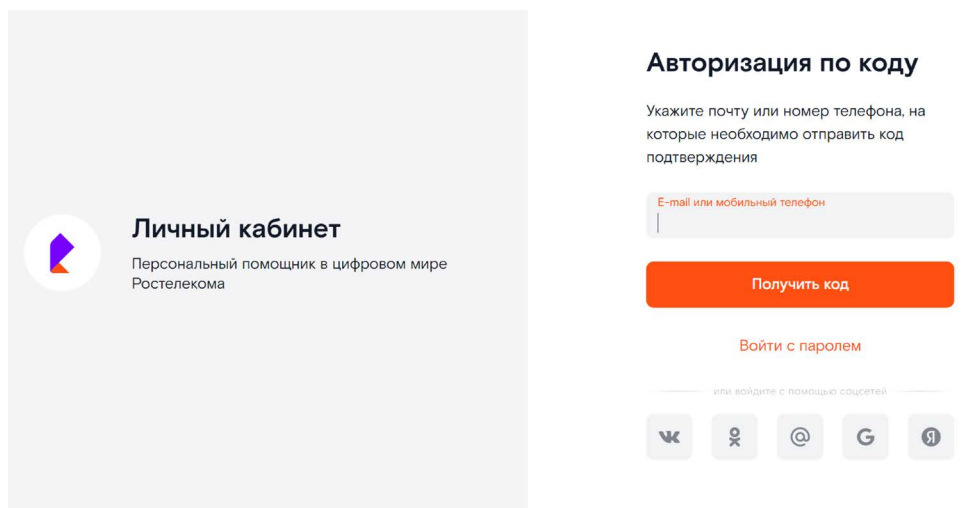 Личный кабинет
Персональный помощник в цифровом мире
Ростелекома
Авторизация по коду
Укажите почту или номер телефона, на
которые необходимо отправить код
подтверждения
E-mail или мобильный телефон
Получить код
Войти с паролем
или войдите с помощью соцсетей